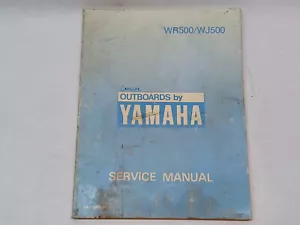 WR500/WJ500
OUTBOARDS by
YAMAHA
SERVICE MANUAL